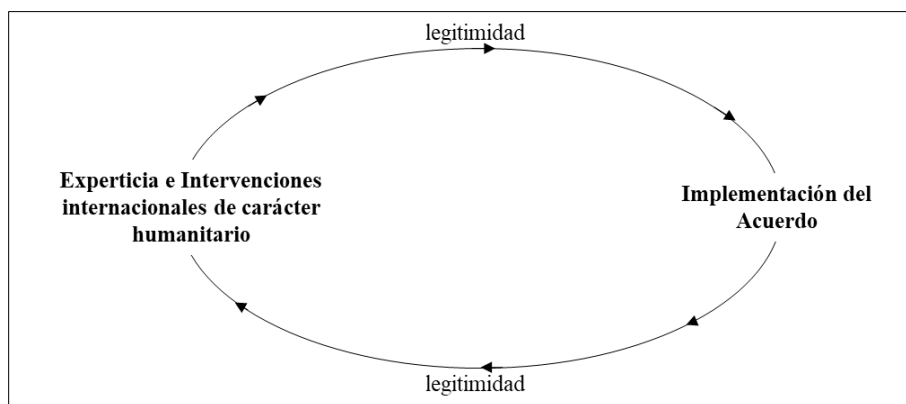 legitimidad
Experticia e Intervenciones
internacionales de carácter
humanitario
Implementación del
Acuerdo
legitimidad